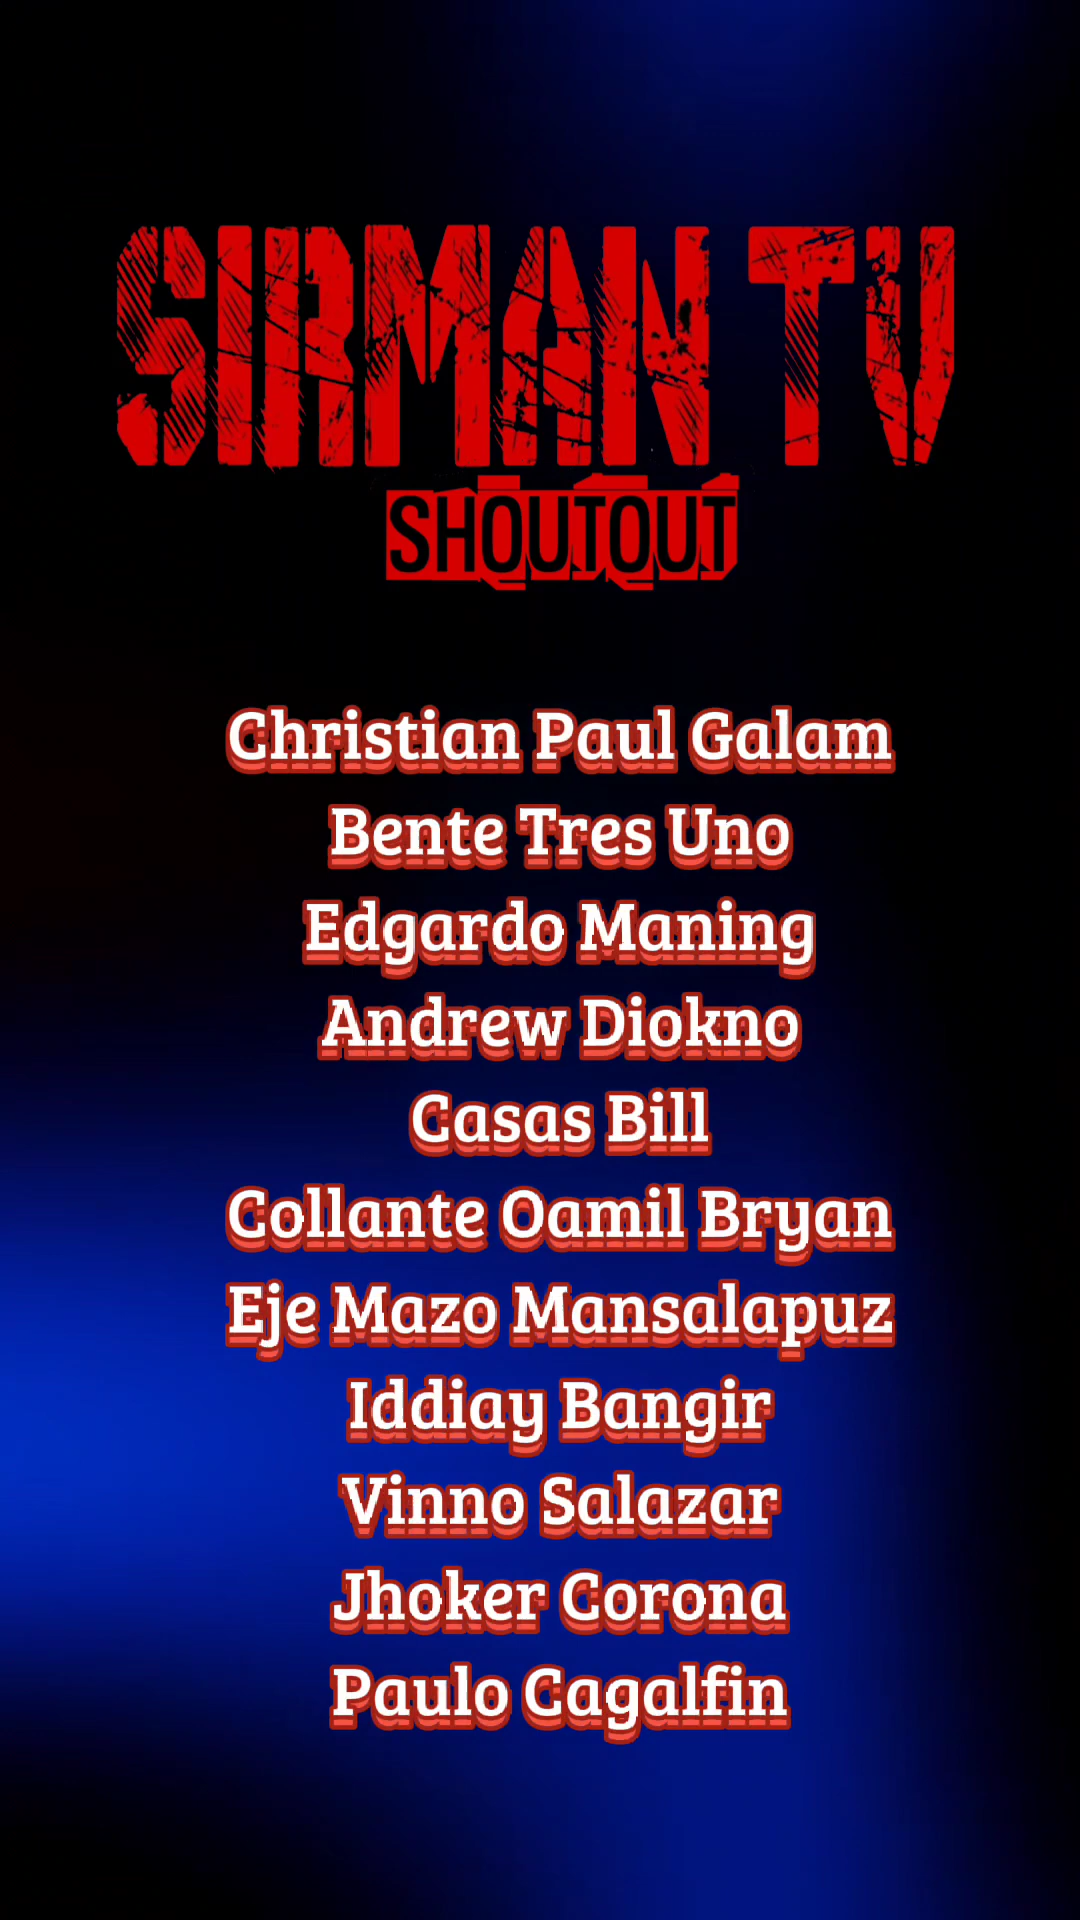 SIRMAN TV
SHOUTOUT
Christian Paul Galam
Bente Tres Uno
Edgardo Maning
Andrew Diokno
Casas Bill
Collante Oamil Bryan
Eje Mazo Mansalapuz
Iddiay Bangir
Vinno Salazar
Jhoker Corona
Paulo Cagalfin